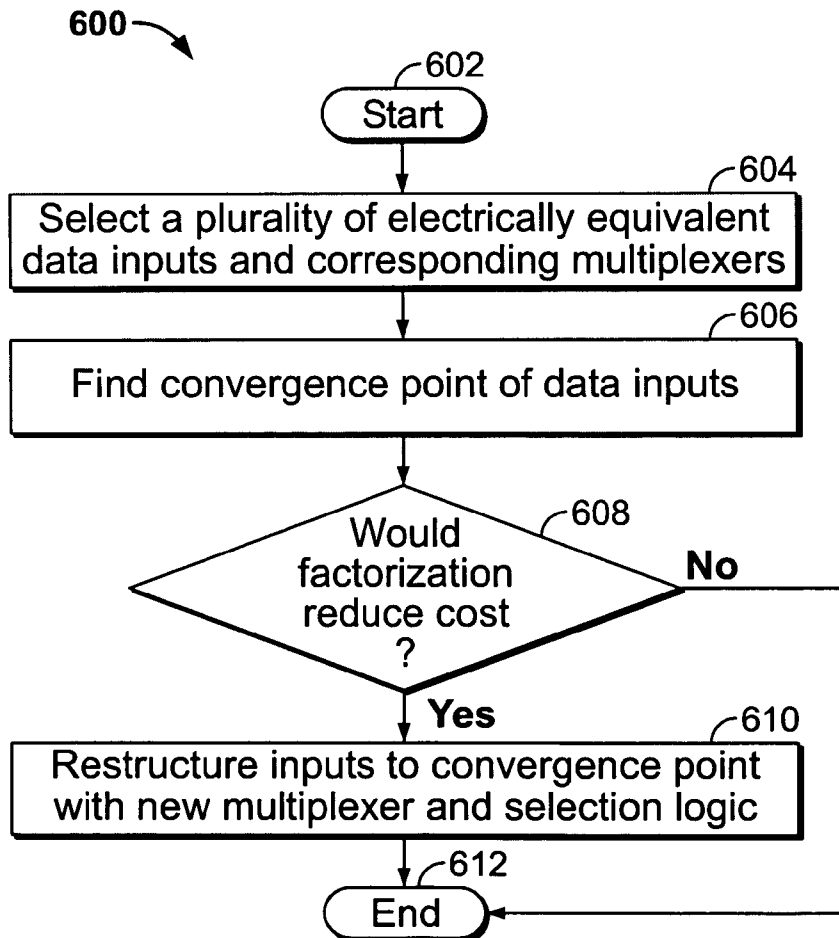 600
602
Start
604
Select a plurality of electrically equivalent
data inputs and corresponding multiplexers
606
Find convergence point of data inputs
608
Would
factorization
reduce cost
?
No
Yes
610
Restructure inputs to convergence point
with new multiplexer and selection logic
612
End